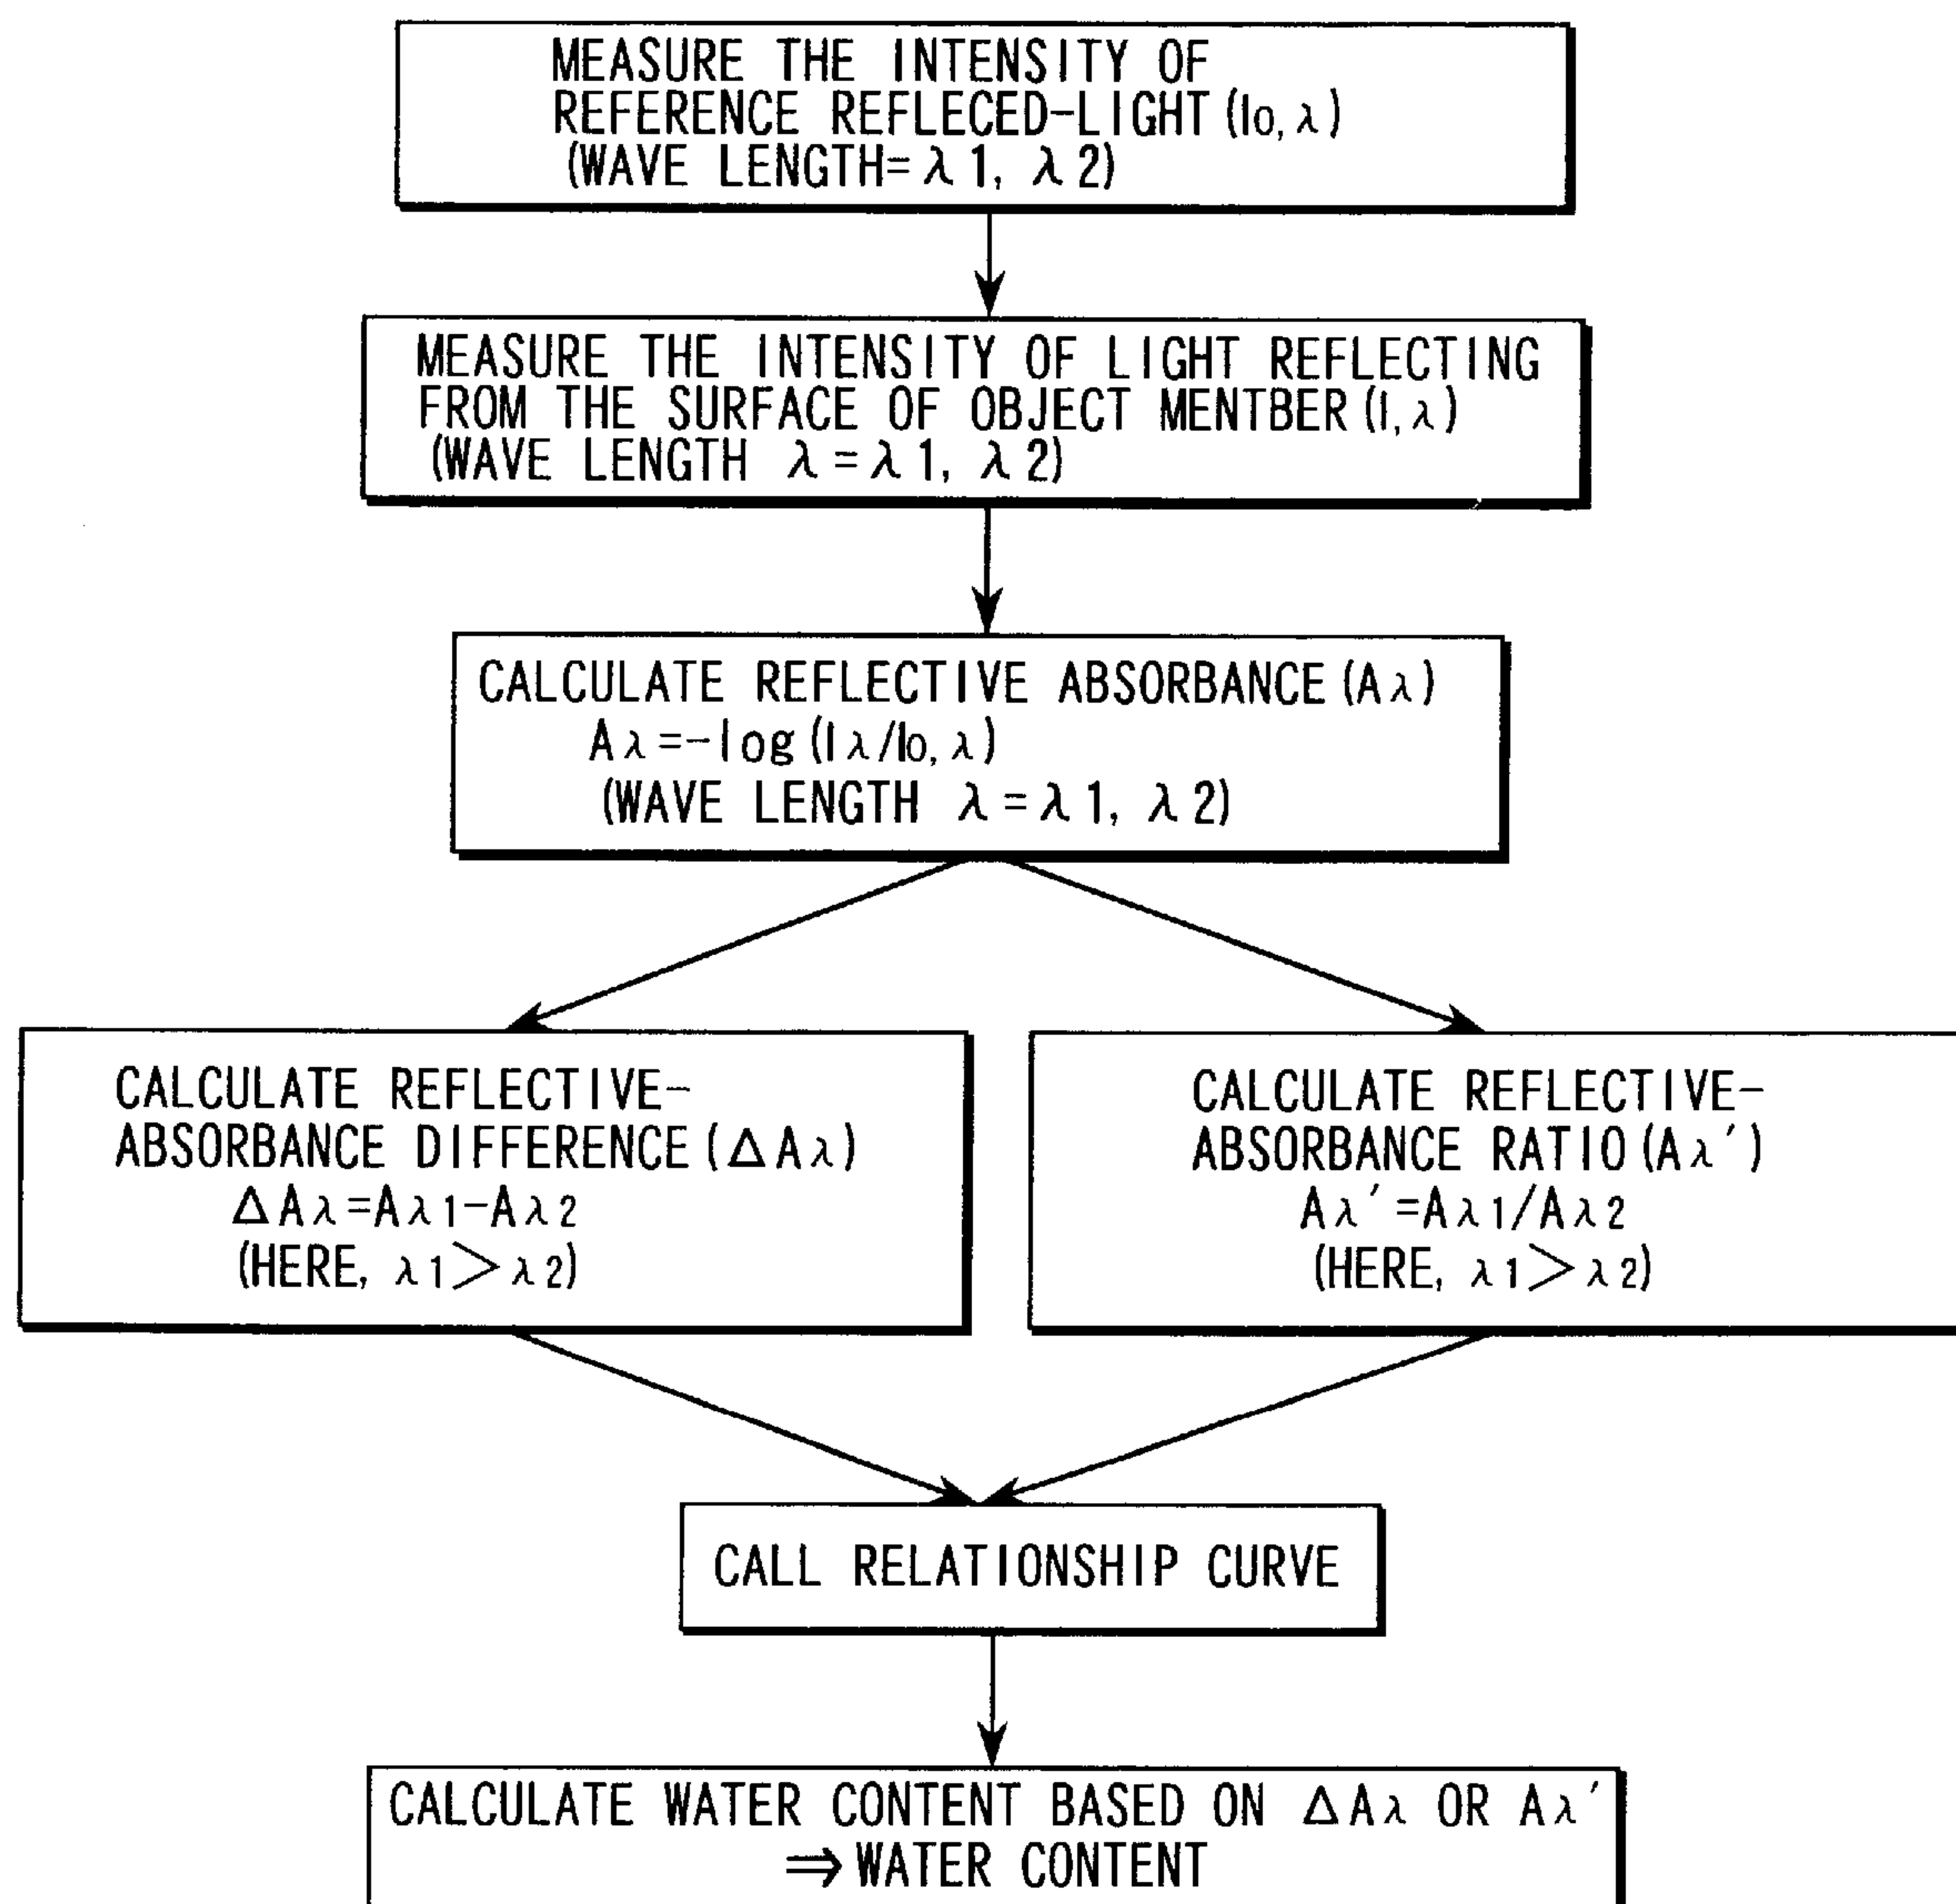 MEASURE THE INTENSITY OF
REFERENCE REFLECED-LIGHT(I0, λ)
(WAVE LENGTH=λ1, λ2)
MEASURE THE INTENSITY OF LIGHT REFLECTING
FROM THE SURFACE OF OBJECT MENTBER(I, λ)
(WAVE LENGTH λ=λ1, λ2)
CALCULATE REFLECTIVE ABSORBANCE(Aλ)
Aλ=-log(Iλ/I0, λ)
(WAVE LENGTH λ=λ1, λ2)
CALCULATE REFLECTIVE-
ABSORBANCE DIFFERENCE(ΔAλ)
ΔAλ=Aλ1-Aλ2
(HERE, λ1>λ2)
CALCULATE REFLECTIVE-
ABSORBANCE RATIO(Aλ')
Aλ'=Aλ1/Aλ2
(HERE, λ1>λ2)
CALL RELATIONSHIP CURVE
CALCULATE WATER CONTENT BASED ON ΔAλ OR Aλ'
⇒WATER CONTENT